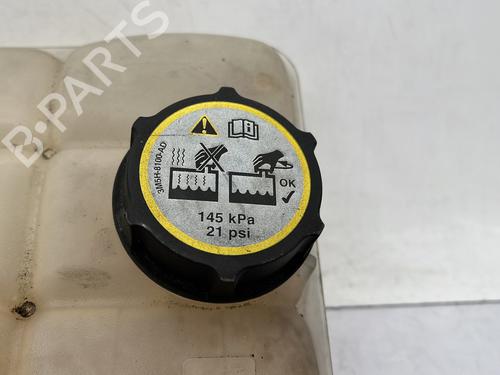 B-PARTS
3M5H-8100-AD
OK
145 kPa
21 psi